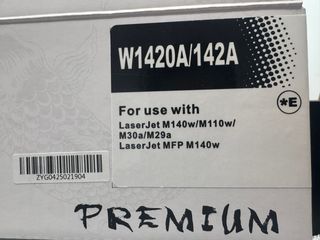 W1420A/142A
*E
For use with
LaserJet M140w/M110w/
M30a/M29a
LaserJet MFP M140w
ZYG0425021904
PREMIUM